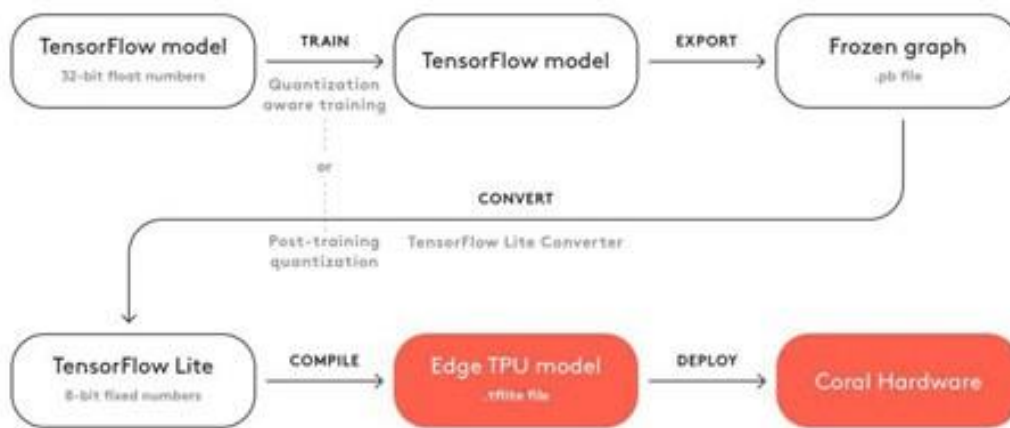 TensorFlow model
32-bit float numbers
TRAIN
Quantization
aware training
TensorFlow model
EXPORT
Frozen graph
.pb file
or
CONVERT
Post-training
quantization
TensorFlow Lite Converter
TensorFlow Lite
8-bit fixed numbers
COMPILE
Edge TPU model
.tflite file
DEPLOY
Coral Hardware